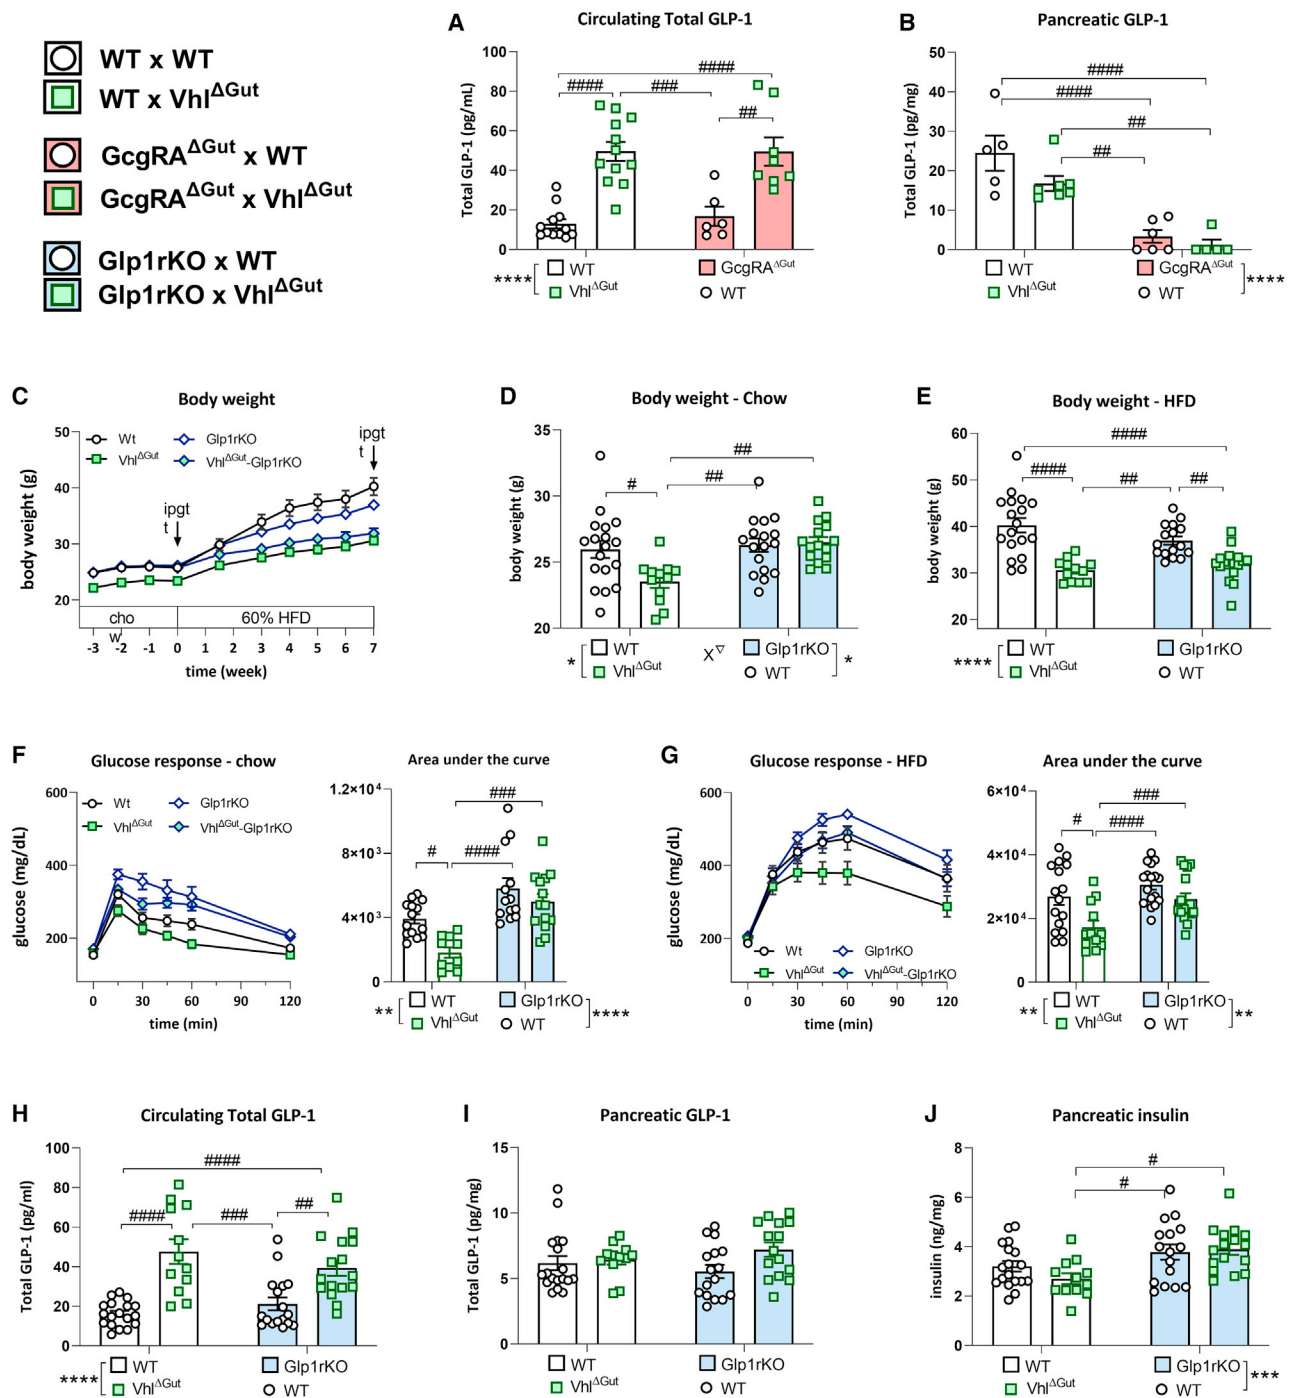 WT x WT
WT x Vhl^ΔGut
GcgRA^ΔGut x WT
GcgRA^ΔGut x Vhl^ΔGut
Glp1rKO x WT
Glp1rKO x Vhl^ΔGut
A
Circulating Total GLP-1
Total GLP-1 (pg/mL)
100
80
60
40
20
0
####
####
###
##
WT
GcgRA^ΔGut
****
Vhl^ΔGut
WT
B
Pancreatic GLP-1
Total GLP-1 (pg/mg)
50
40
30
20
10
0
####
####
##
##
WT
GcgRA^ΔGut
Vhl^ΔGut
WT
****
C
Body weight
body weight (g)
50
40
30
20
Wt
Glp1rKO
Vhl^ΔGut
Vhl^ΔGut-Glp1rKO
ipgt
t
ipgt
t
cho
w
60% HFD
-3 -2 -1 0 1 2 3 4 5 6 7
time (week)
D
Body weight - Chow
body weight (g)
35
30
25
20
##
##
#
WT
X▽
Glp1rKO
*
Vhl^ΔGut
WT
*
E
Body weight - HFD
body weight (g)
60
50
40
30
20
####
####
##
##
WT
Glp1rKO
****
Vhl^ΔGut
WT
F
Glucose response - chow
glucose (mg/dL)
600
400
200
Wt
Glp1rKO
Vhl^ΔGut
Vhl^ΔGut-Glp1rKO
0 30 60 90 120
time (min)
Area under the curve
1.2×10^4
8×10^3
4×10^3
0
###
#
####
WT
Glp1rKO
**
Vhl^ΔGut
WT
****
G
Glucose response - HFD
glucose (mg/dL)
600
400
200
Wt
Glp1rKO
Vhl^ΔGut
Vhl^ΔGut-Glp1rKO
0 30 60 90 120
time (min)
Area under the curve
6×10^4
4×10^4
2×10^4
0
###
#
####
WT
Glp1rKO
**
Vhl^ΔGut
WT
**
H
Circulating Total GLP-1
Total GLP-1 (pg/ml)
100
80
60
40
20
0
####
####
###
##
WT
Glp1rKO
****
Vhl^ΔGut
WT
I
Pancreatic GLP-1
Total GLP-1 (pg/mg)
15
10
5
0
WT
Glp1rKO
Vhl^ΔGut
WT
J
Pancreatic insulin
insulin (ng/mg)
8
6
4
2
0
#
#
WT
Glp1rKO
Vhl^ΔGut
WT
***